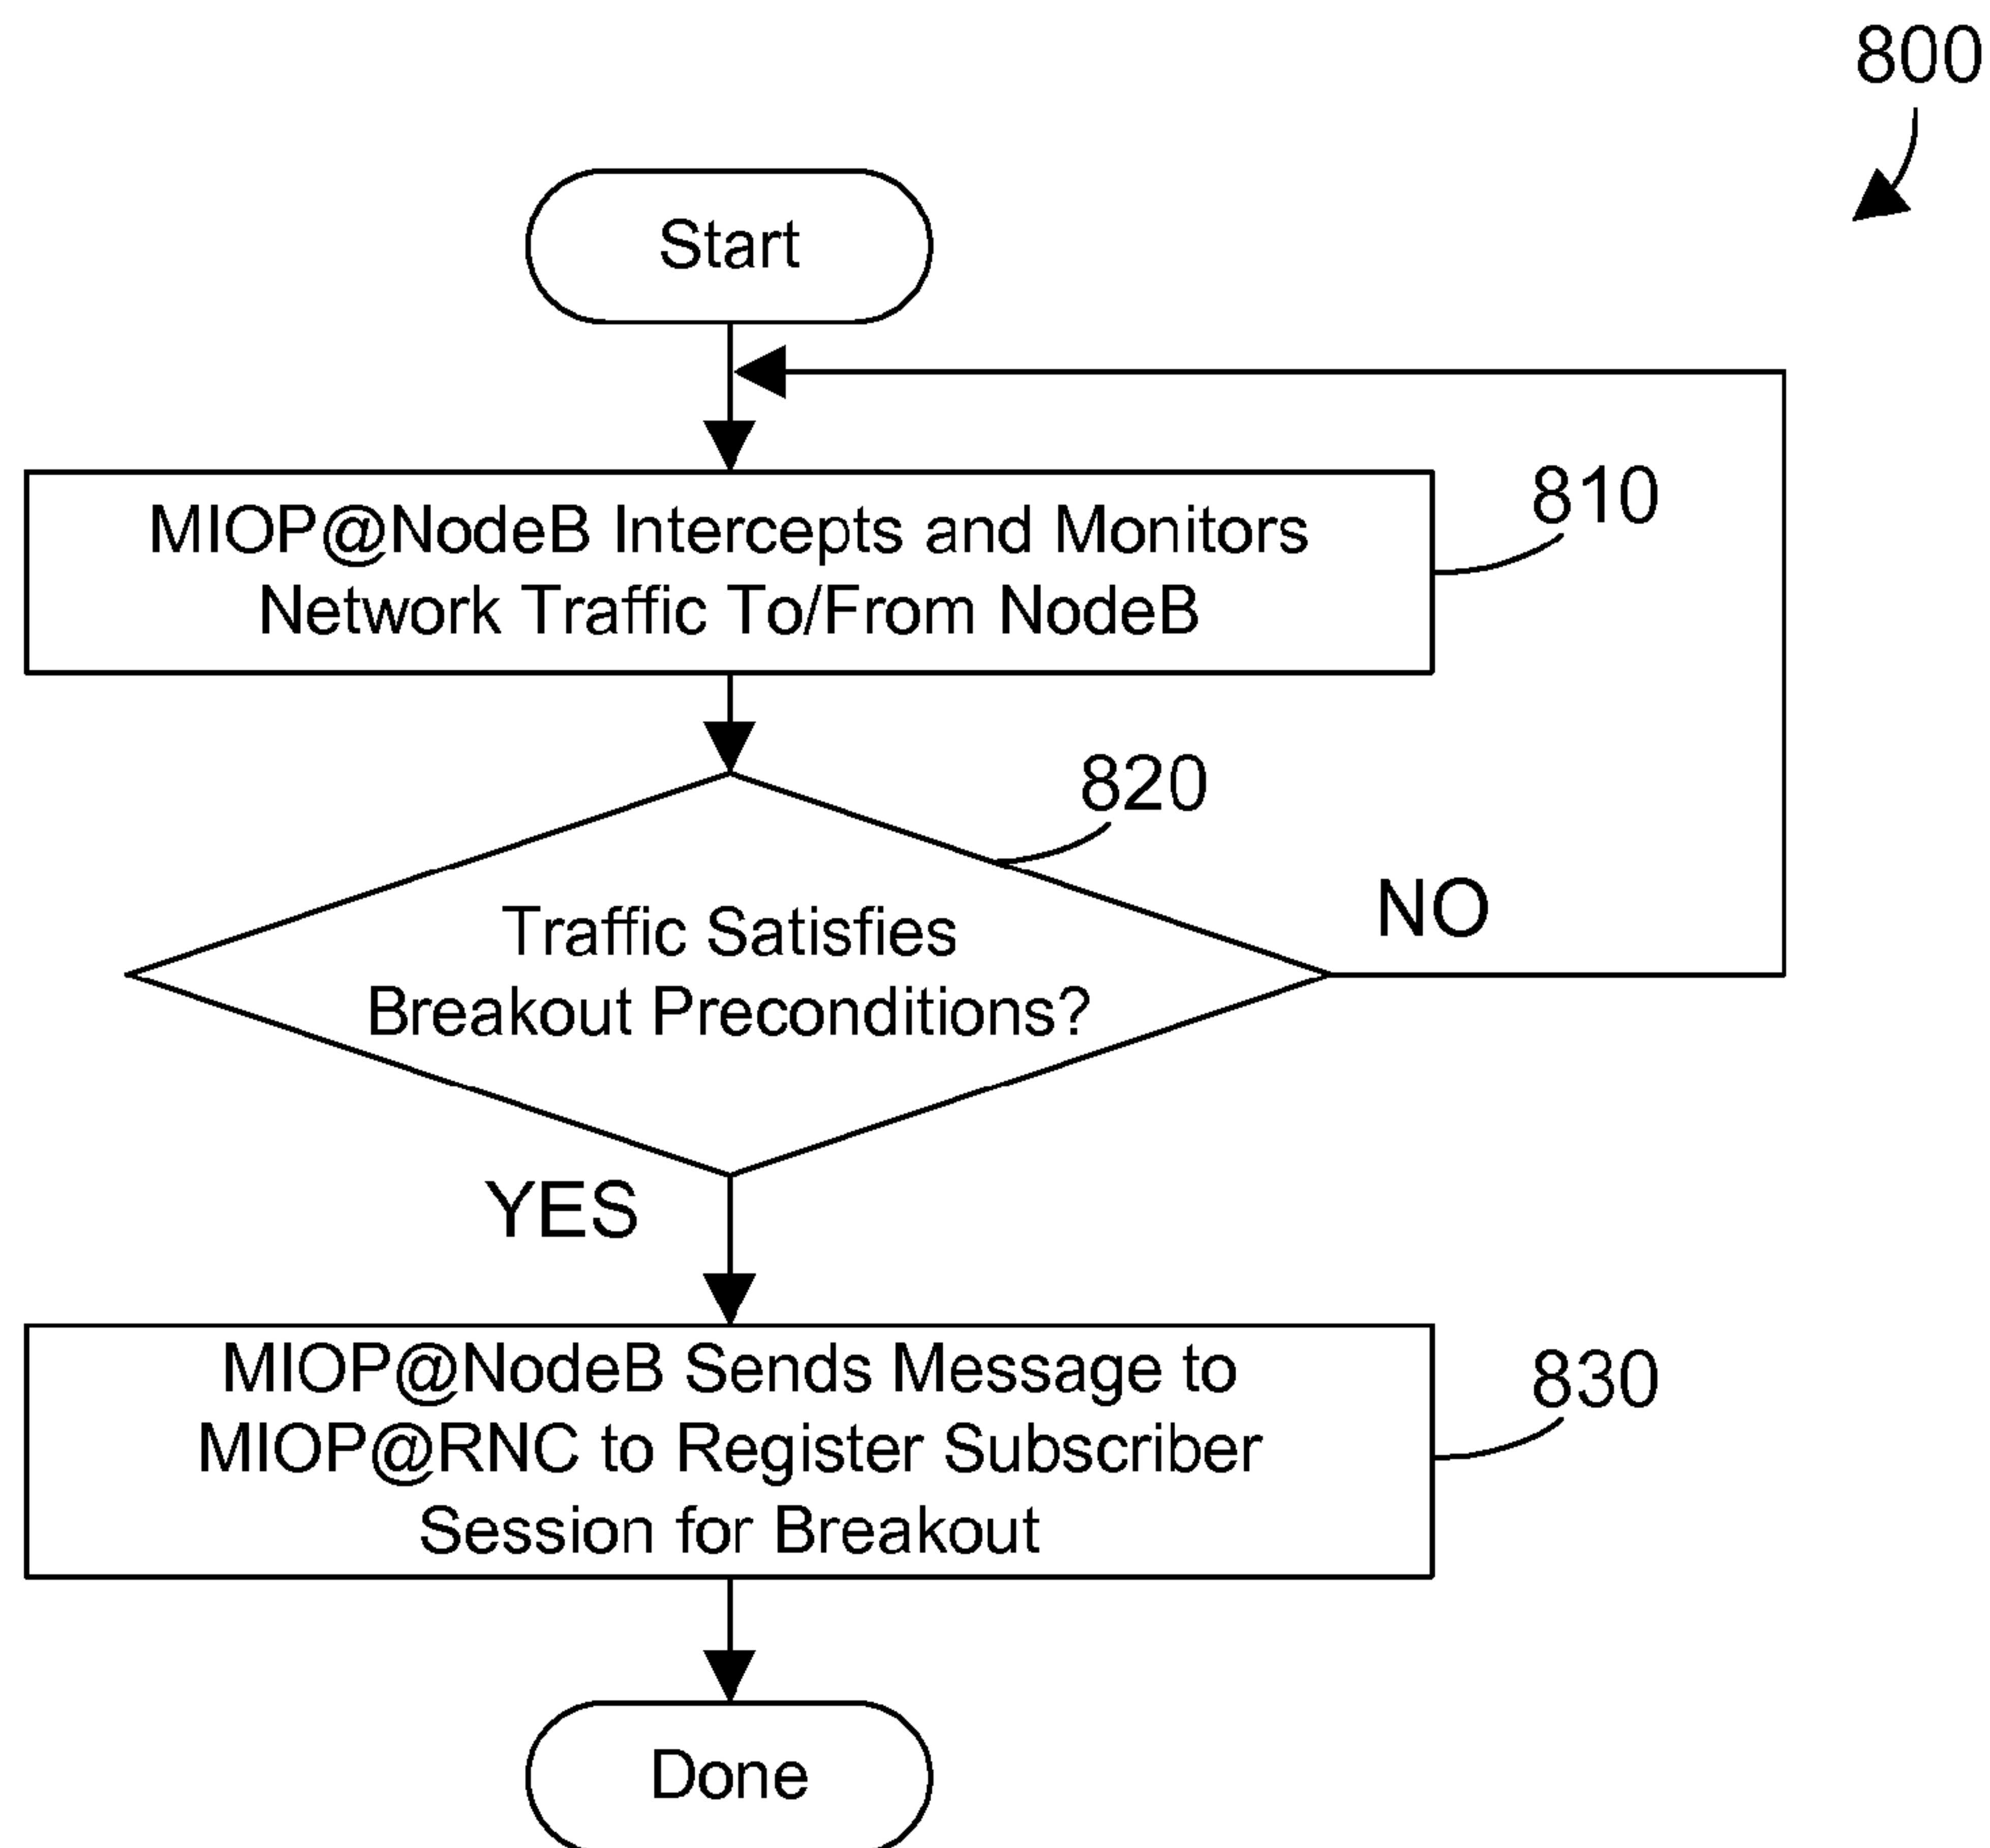 800
Start
MIOP@NodeB Intercepts and Monitors
Network Traffic To/From NodeB
810
820
Traffic Satisfies
Breakout Preconditions?
NO
YES
MIOP@NodeB Sends Message to
MIOP@RNC to Register Subscriber
Session for Breakout
830
Done